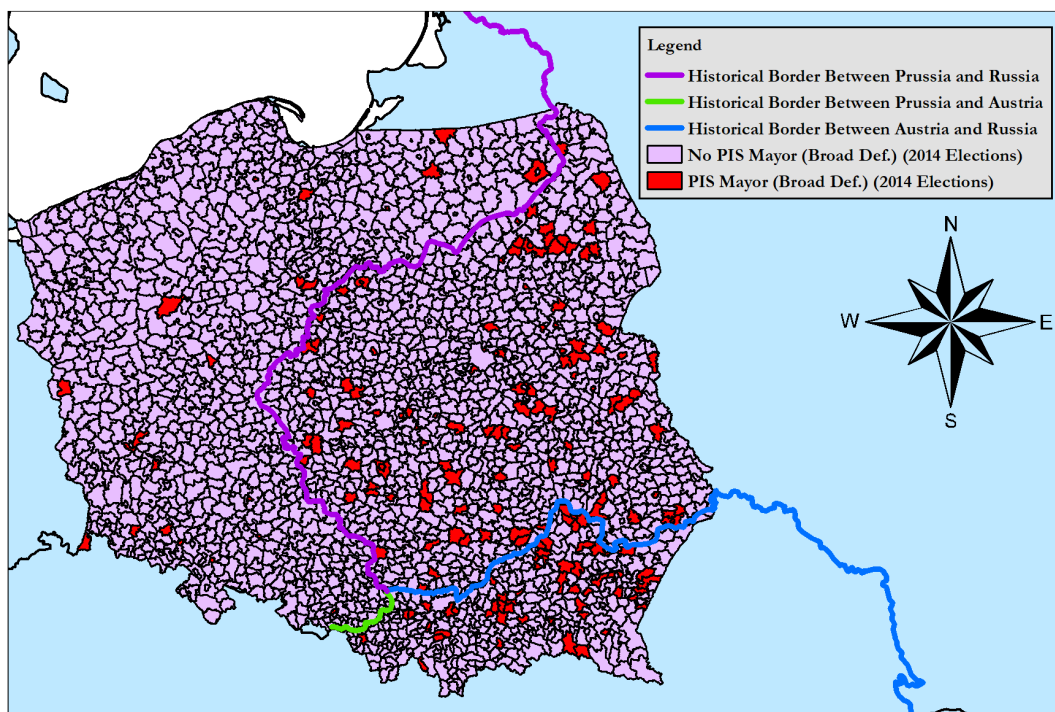 Legend
Historical Border Between Prussia and Russia
Historical Border Between Prussia and Austria
Historical Border Between Austria and Russia
No PIS Mayor (Broad Def.) (2014 Elections)
PIS Mayor (Broad Def.) (2014 Elections)
N
W
E
S